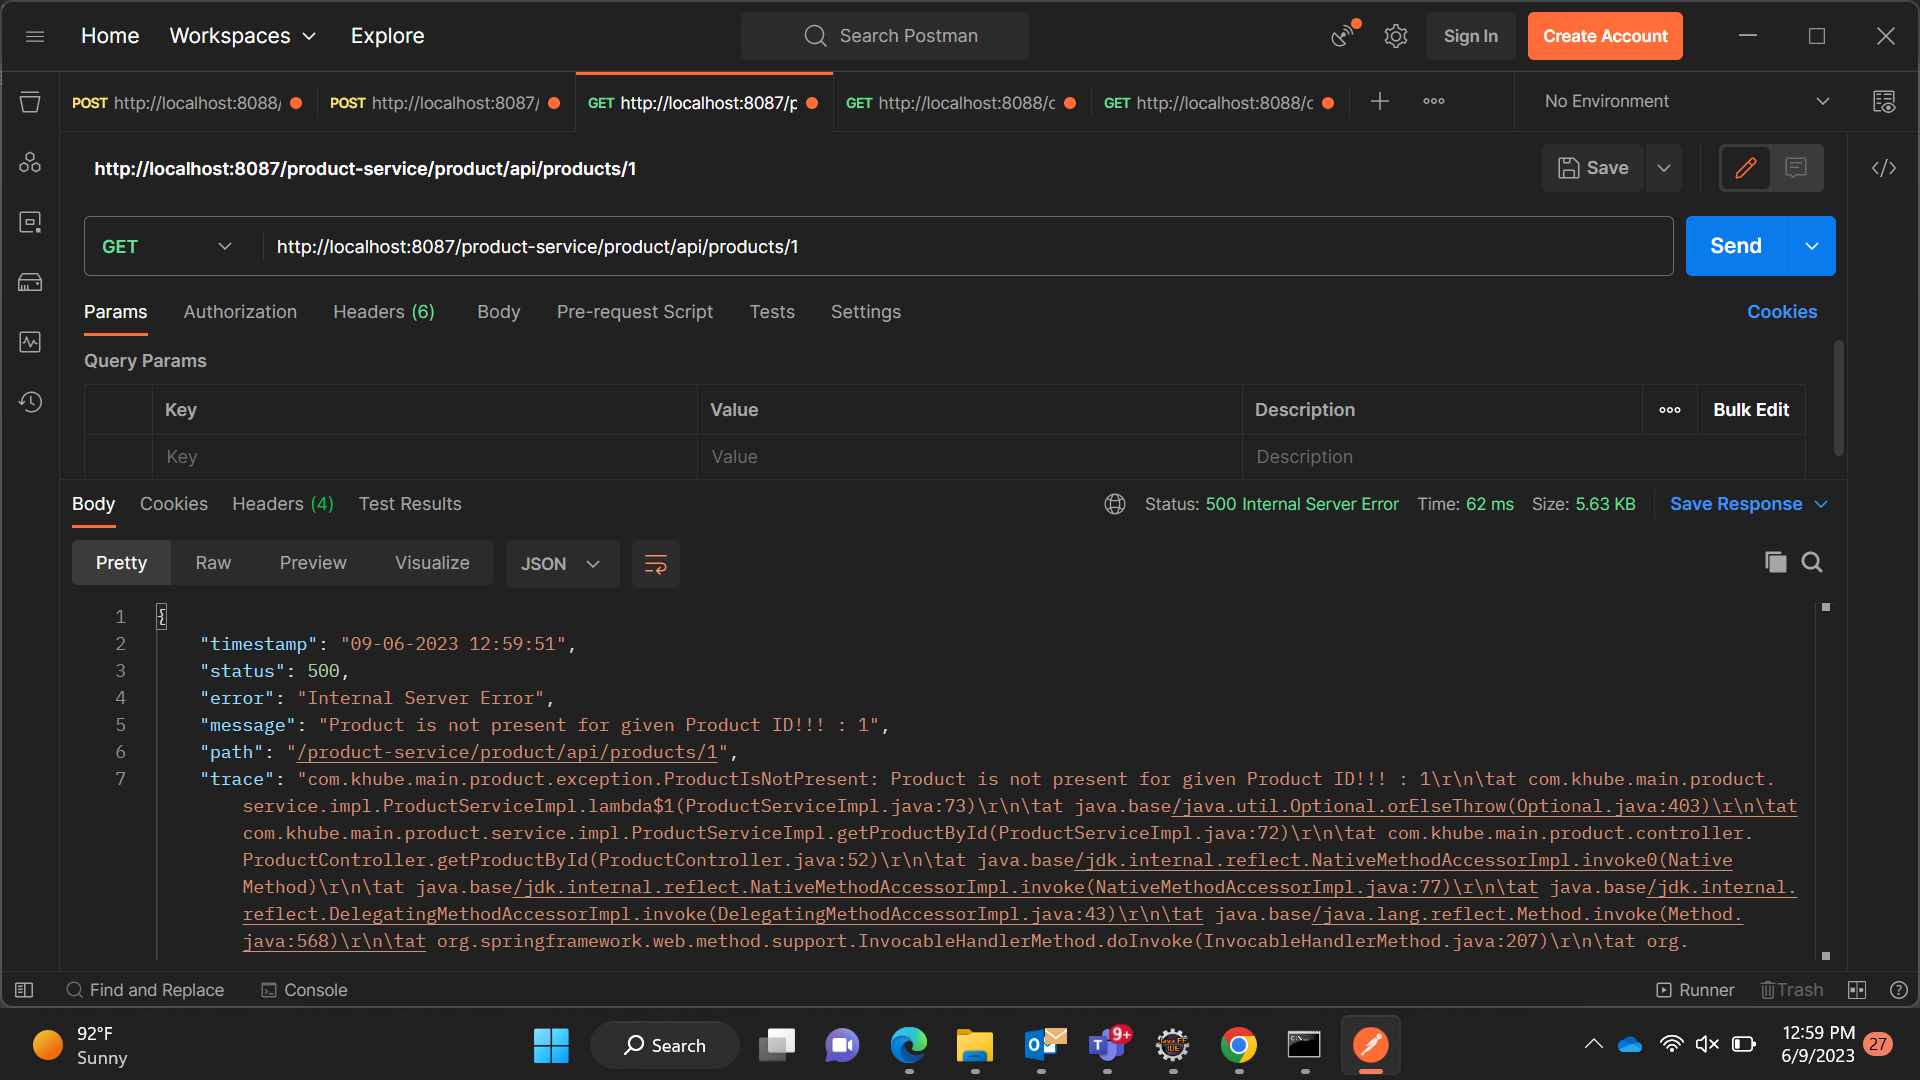 Home
Workspaces
Explore
Search Postman
Sign In
Create Account
POST http://localhost:8088/
POST http://localhost:8087/
GET http://localhost:8087/p
GET http://localhost:8088/c
GET http://localhost:8088/c
No Environment
http://localhost:8087/product-service/product/api/products/1
Save
GET
http://localhost:8087/product-service/product/api/products/1
Send
Params
Authorization
Headers (6)
Body
Pre-request Script
Tests
Settings
Cookies
Query Params
Key
Value
Description
Bulk Edit
Key
Value
Description
Body
Cookies
Headers (4)
Test Results
Status: 500 Internal Server Error
Time: 62 ms
Size: 5.63 KB
Save Response
Pretty
Raw
Preview
Visualize
JSON
1 {
2 "timestamp": "09-06-2023 12:59:51",
3 "status": 500,
4 "error": "Internal Server Error",
5 "message": "Product is not present for given Product ID!!! : 1",
6 "path": "/product-service/product/api/products/1",
7 "trace": "com.khube.main.product.exception.ProductIsNotPresent: Product is not present for given Product ID!!! : 1\r\n\tat com.khube.main.product.
service.impl.ProductServiceImpl.lambda$1(ProductServiceImpl.java:73)\r\n\tat java.base/java.util.Optional.orElseThrow(Optional.java:403)\r\n\tat
com.khube.main.product.service.impl.ProductServiceImpl.getProductById(ProductServiceImpl.java:72)\r\n\tat com.khube.main.product.controller.
ProductController.getProductById(ProductController.java:52)\r\n\tat java.base/jdk.internal.reflect.NativeMethodAccessorImpl.invoke0(Native
Method)\r\n\tat java.base/jdk.internal.reflect.NativeMethodAccessorImpl.invoke(NativeMethodAccessorImpl.java:77)\r\n\tat java.base/jdk.internal.
reflect.DelegatingMethodAccessorImpl.invoke(DelegatingMethodAccessorImpl.java:43)\r\n\tat java.base/java.lang.reflect.Method.invoke(Method.
java:568)\r\n\tat org.springframework.web.method.support.InvocableHandlerMethod.doInvoke(InvocableHandlerMethod.java:207)\r\n\tat org.
Find and Replace
Console
Runner
Trash
92°F
Sunny
Search
9+
Java EE
IDE
12:59 PM
6/9/2023
27